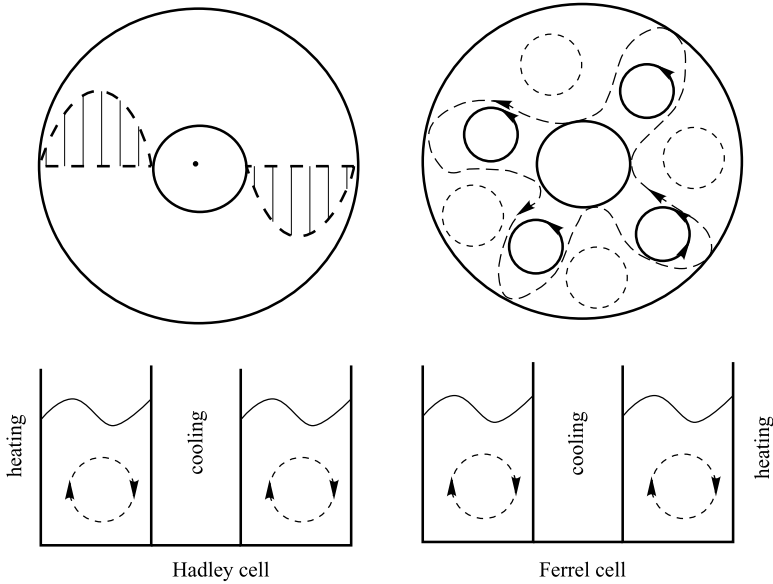 heating
cooling
cooling
heating
Hadley cell
Ferrel cell